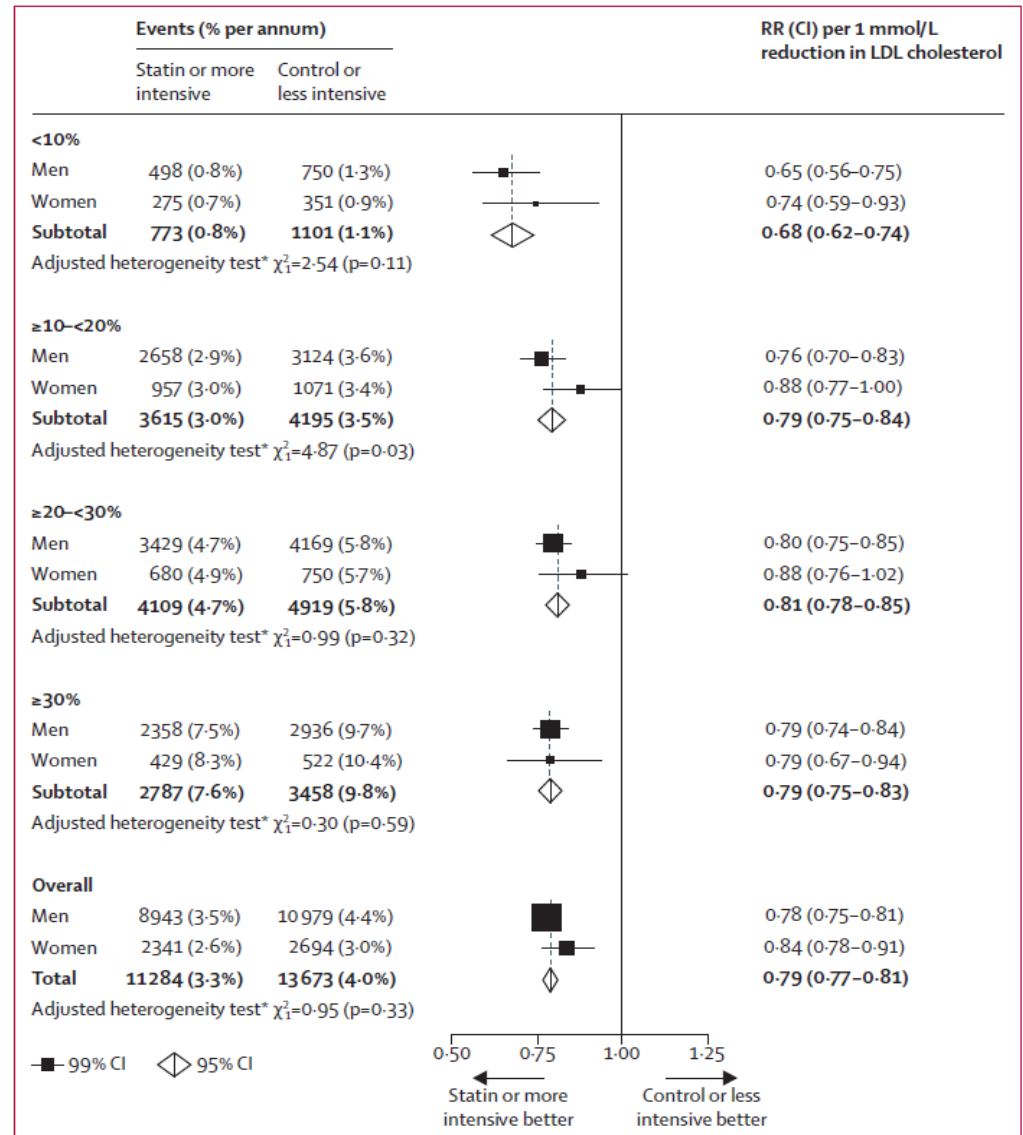 Events (% per annum)
RR (CI) per 1 mmol/L
reduction in LDL cholesterol
Statin or more
intensive
Control or
less intensive
<10%
Men 498 (0·8%) 750 (1·3%) 0·65 (0·56–0·75)
Women 275 (0·7%) 351 (0·9%) 0·74 (0·59–0·93)
Subtotal 773 (0·8%) 1101 (1·1%) 0·68 (0·62–0·74)
Adjusted heterogeneity test* χ²₁=2·54 (p=0·11)
≥10–<20%
Men 2658 (2·9%) 3124 (3·6%) 0·76 (0·70–0·83)
Women 957 (3·0%) 1071 (3·4%) 0·88 (0·77–1·00)
Subtotal 3615 (3·0%) 4195 (3·5%) 0·79 (0·75–0·84)
Adjusted heterogeneity test* χ²₁=4·87 (p=0·03)
≥20–<30%
Men 3429 (4·7%) 4169 (5·8%) 0·80 (0·75–0·85)
Women 680 (4·9%) 750 (5·7%) 0·88 (0·76–1·02)
Subtotal 4109 (4·7%) 4919 (5·8%) 0·81 (0·78–0·85)
Adjusted heterogeneity test* χ²₁=0·99 (p=0·32)
≥30%
Men 2358 (7·5%) 2936 (9·7%) 0·79 (0·74–0·84)
Women 429 (8·3%) 522 (10·4%) 0·79 (0·67–0·94)
Subtotal 2787 (7·6%) 3458 (9·8%) 0·79 (0·75–0·83)
Adjusted heterogeneity test* χ²₁=0·30 (p=0·59)
Overall
Men 8943 (3·5%) 10 979 (4·4%) 0·78 (0·75–0·81)
Women 2341 (2·6%) 2694 (3·0%) 0·84 (0·78–0·91)
Total 11 284 (3·3%) 13 673 (4·0%) 0·79 (0·77–0·81)
Adjusted heterogeneity test* χ²₁=0·95 (p=0·33)
99% CI 95% CI
0·50 0·75 1·00 1·25
Statin or more
intensive better
Control or less
intensive better